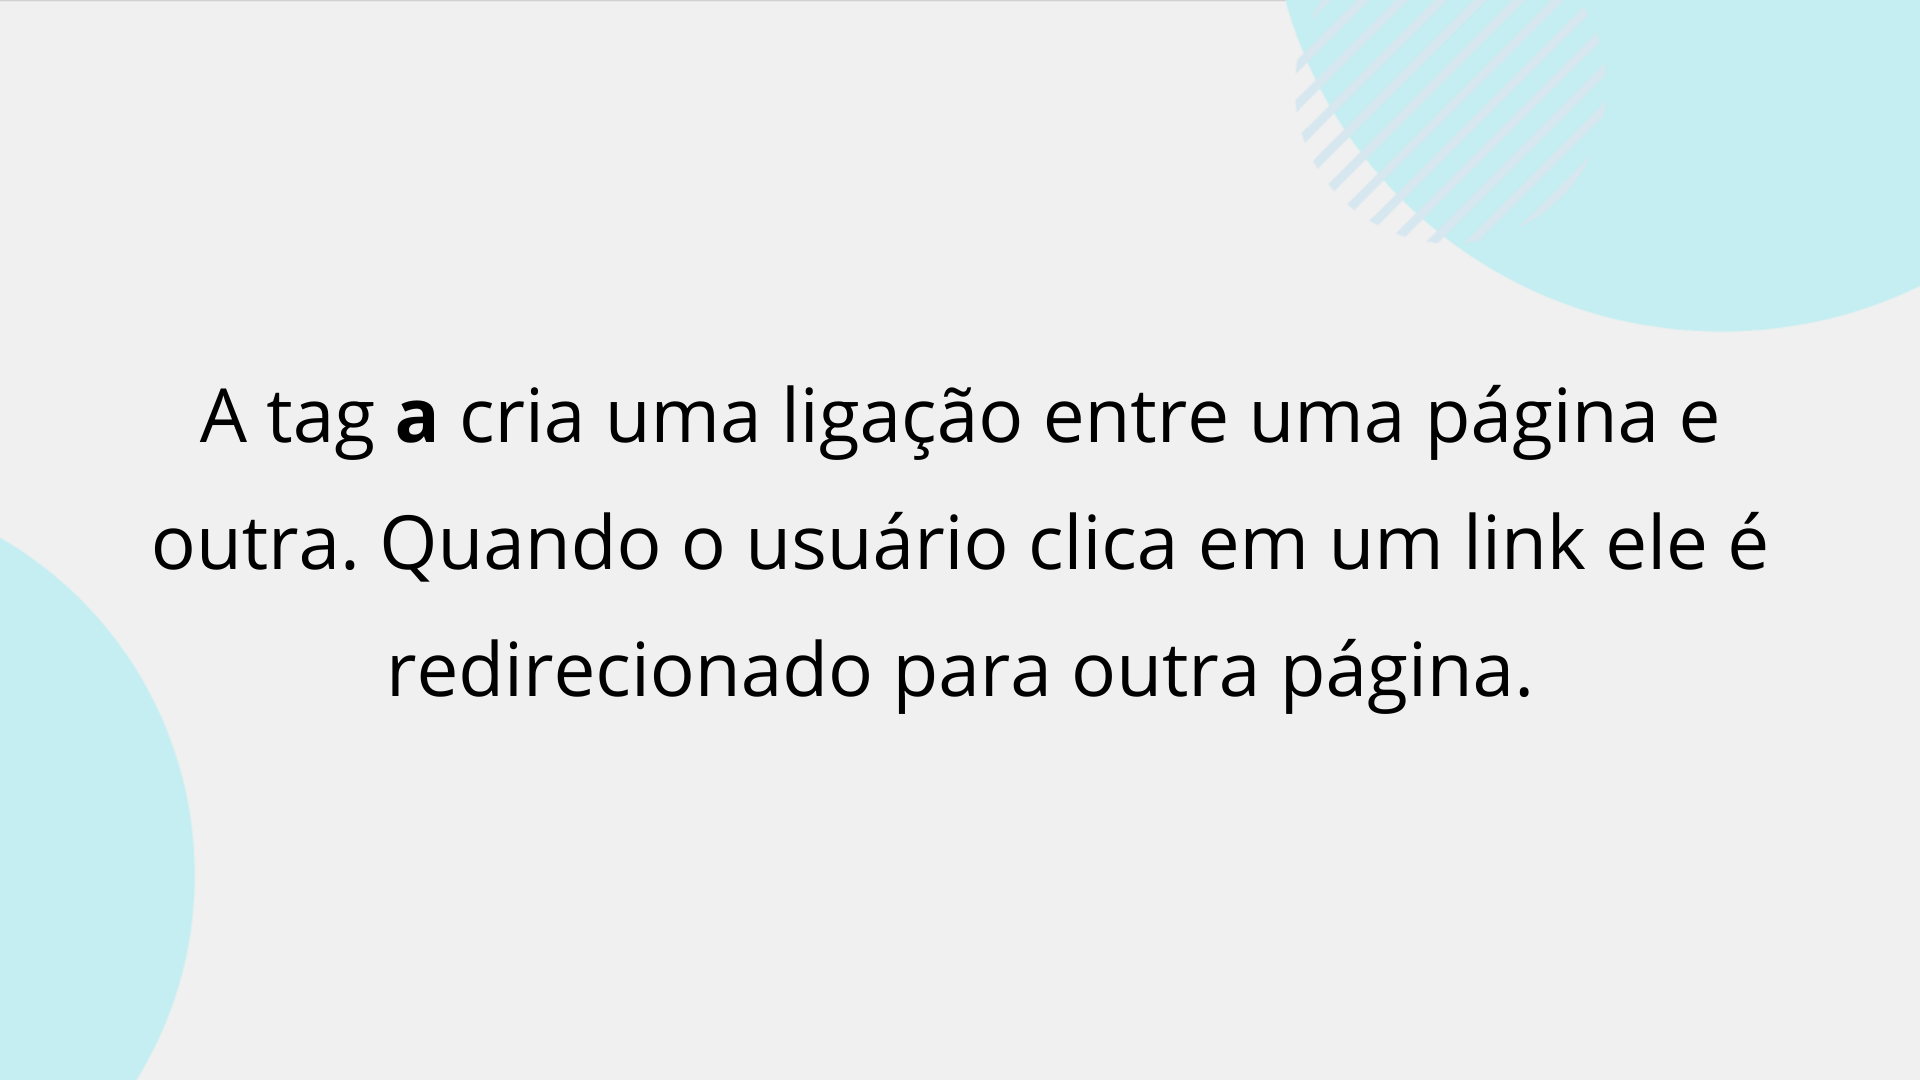 A tag a cria uma ligação entre uma página e
outra. Quando o usuário clica em um link ele é
redirecionado para outra página.